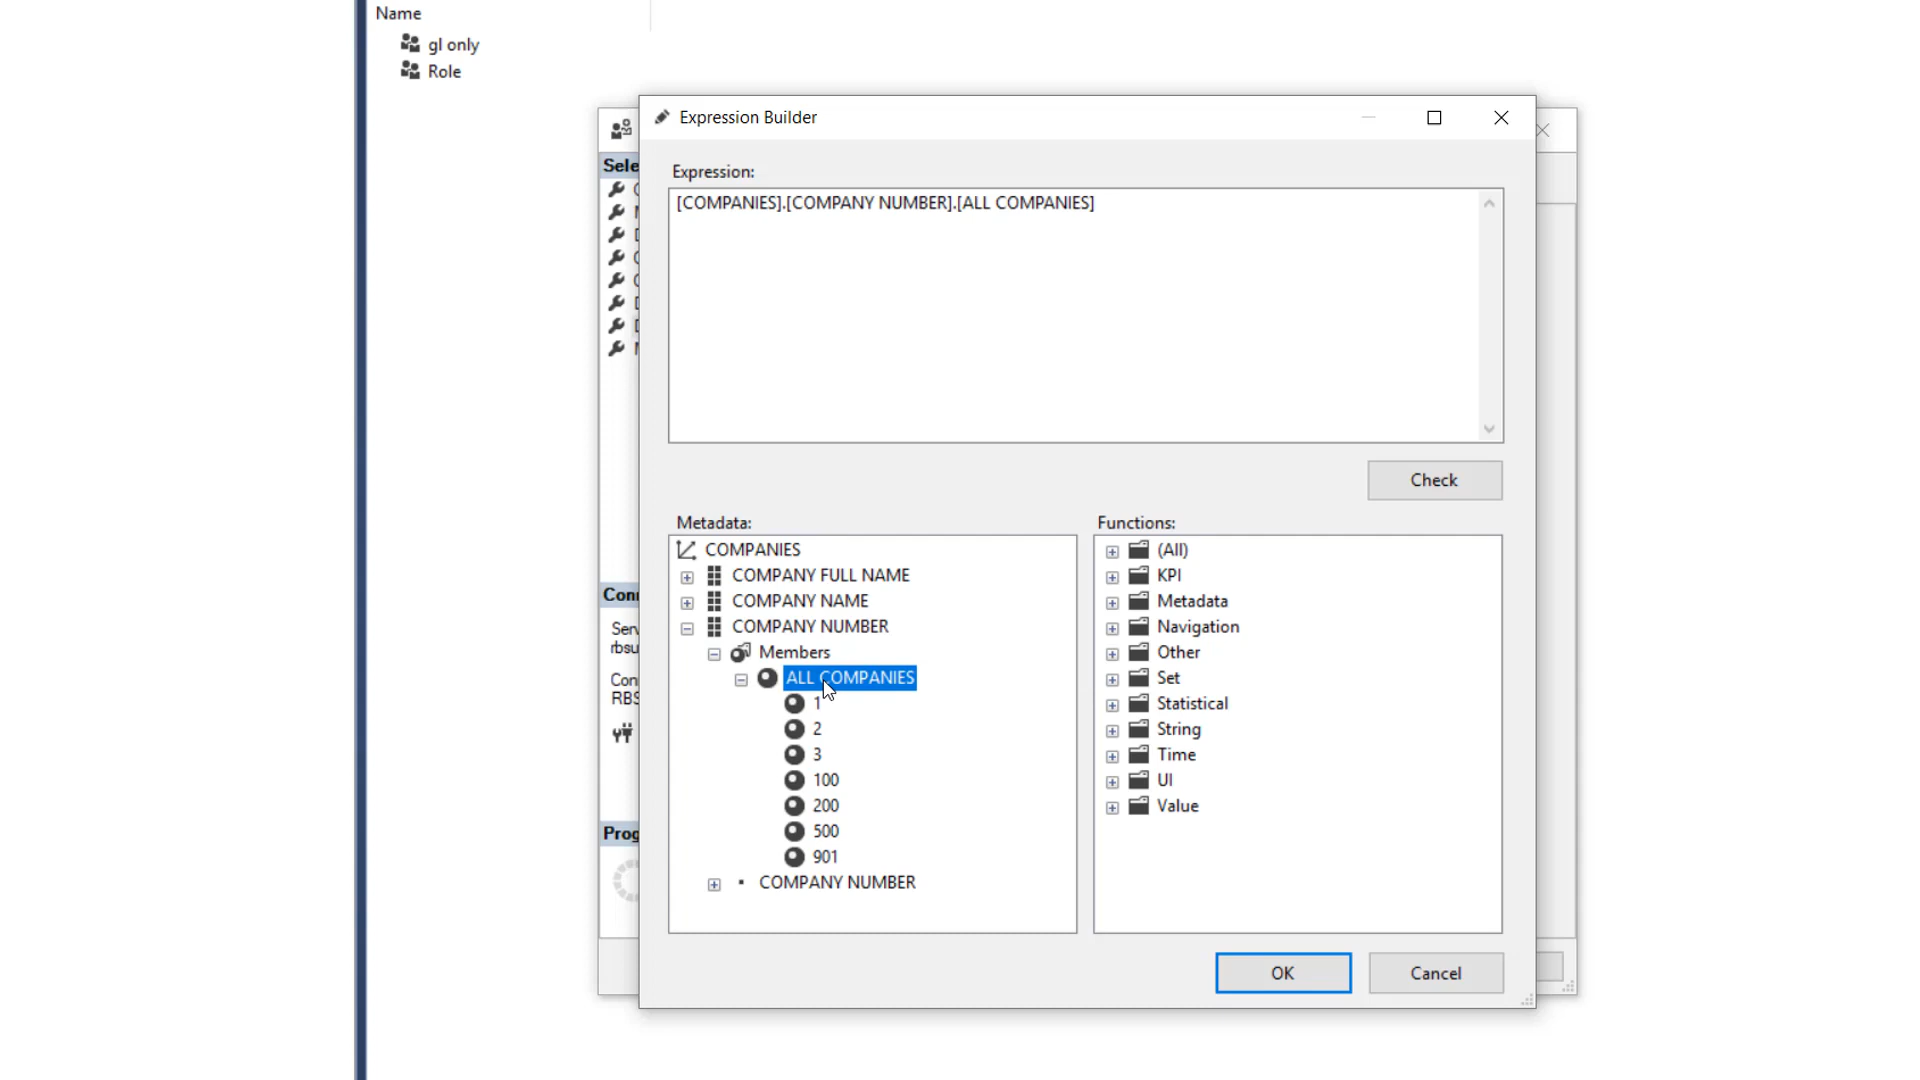 Name
gl only
Role
Expression Builder
Sele
Expression:
[COMPANIES].[COMPANY NUMBER].[ALL COMPANIES]
Check
Metadata:
Functions:
COMPANIES
COMPANY FULL NAME
COMPANY NAME
COMPANY NUMBER
Members
ALL COMPANIES
1
2
3
100
200
500
901
COMPANY NUMBER
(All)
KPI
Metadata
Navigation
Other
Set
Statistical
String
Time
UI
Value
Conn
Serv
rbsu
Conn
RBS
Prog
OK
Cancel